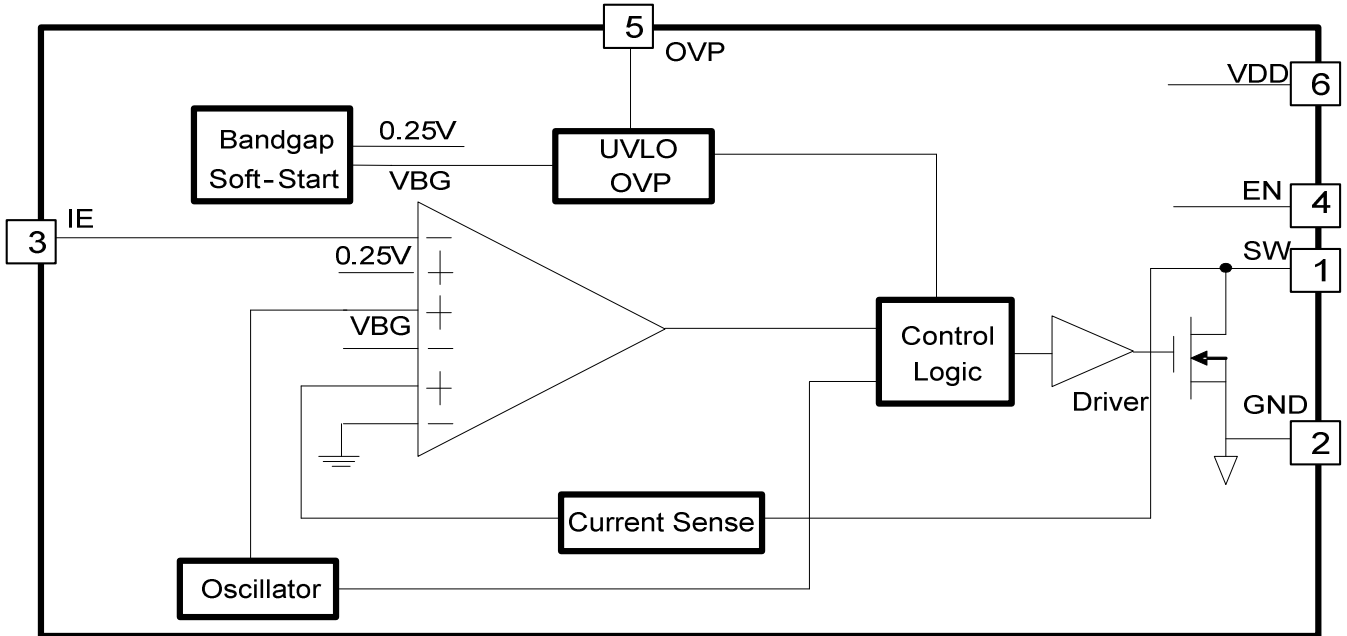 5
OVP
VDD
6
Bandgap
Soft-Start
0.25V
VBG
UVLO
OVP
EN
4
IE
3
0.25V
SW
1
VBG
Control
Logic
Driver
GND
2
Current Sense
Oscillator